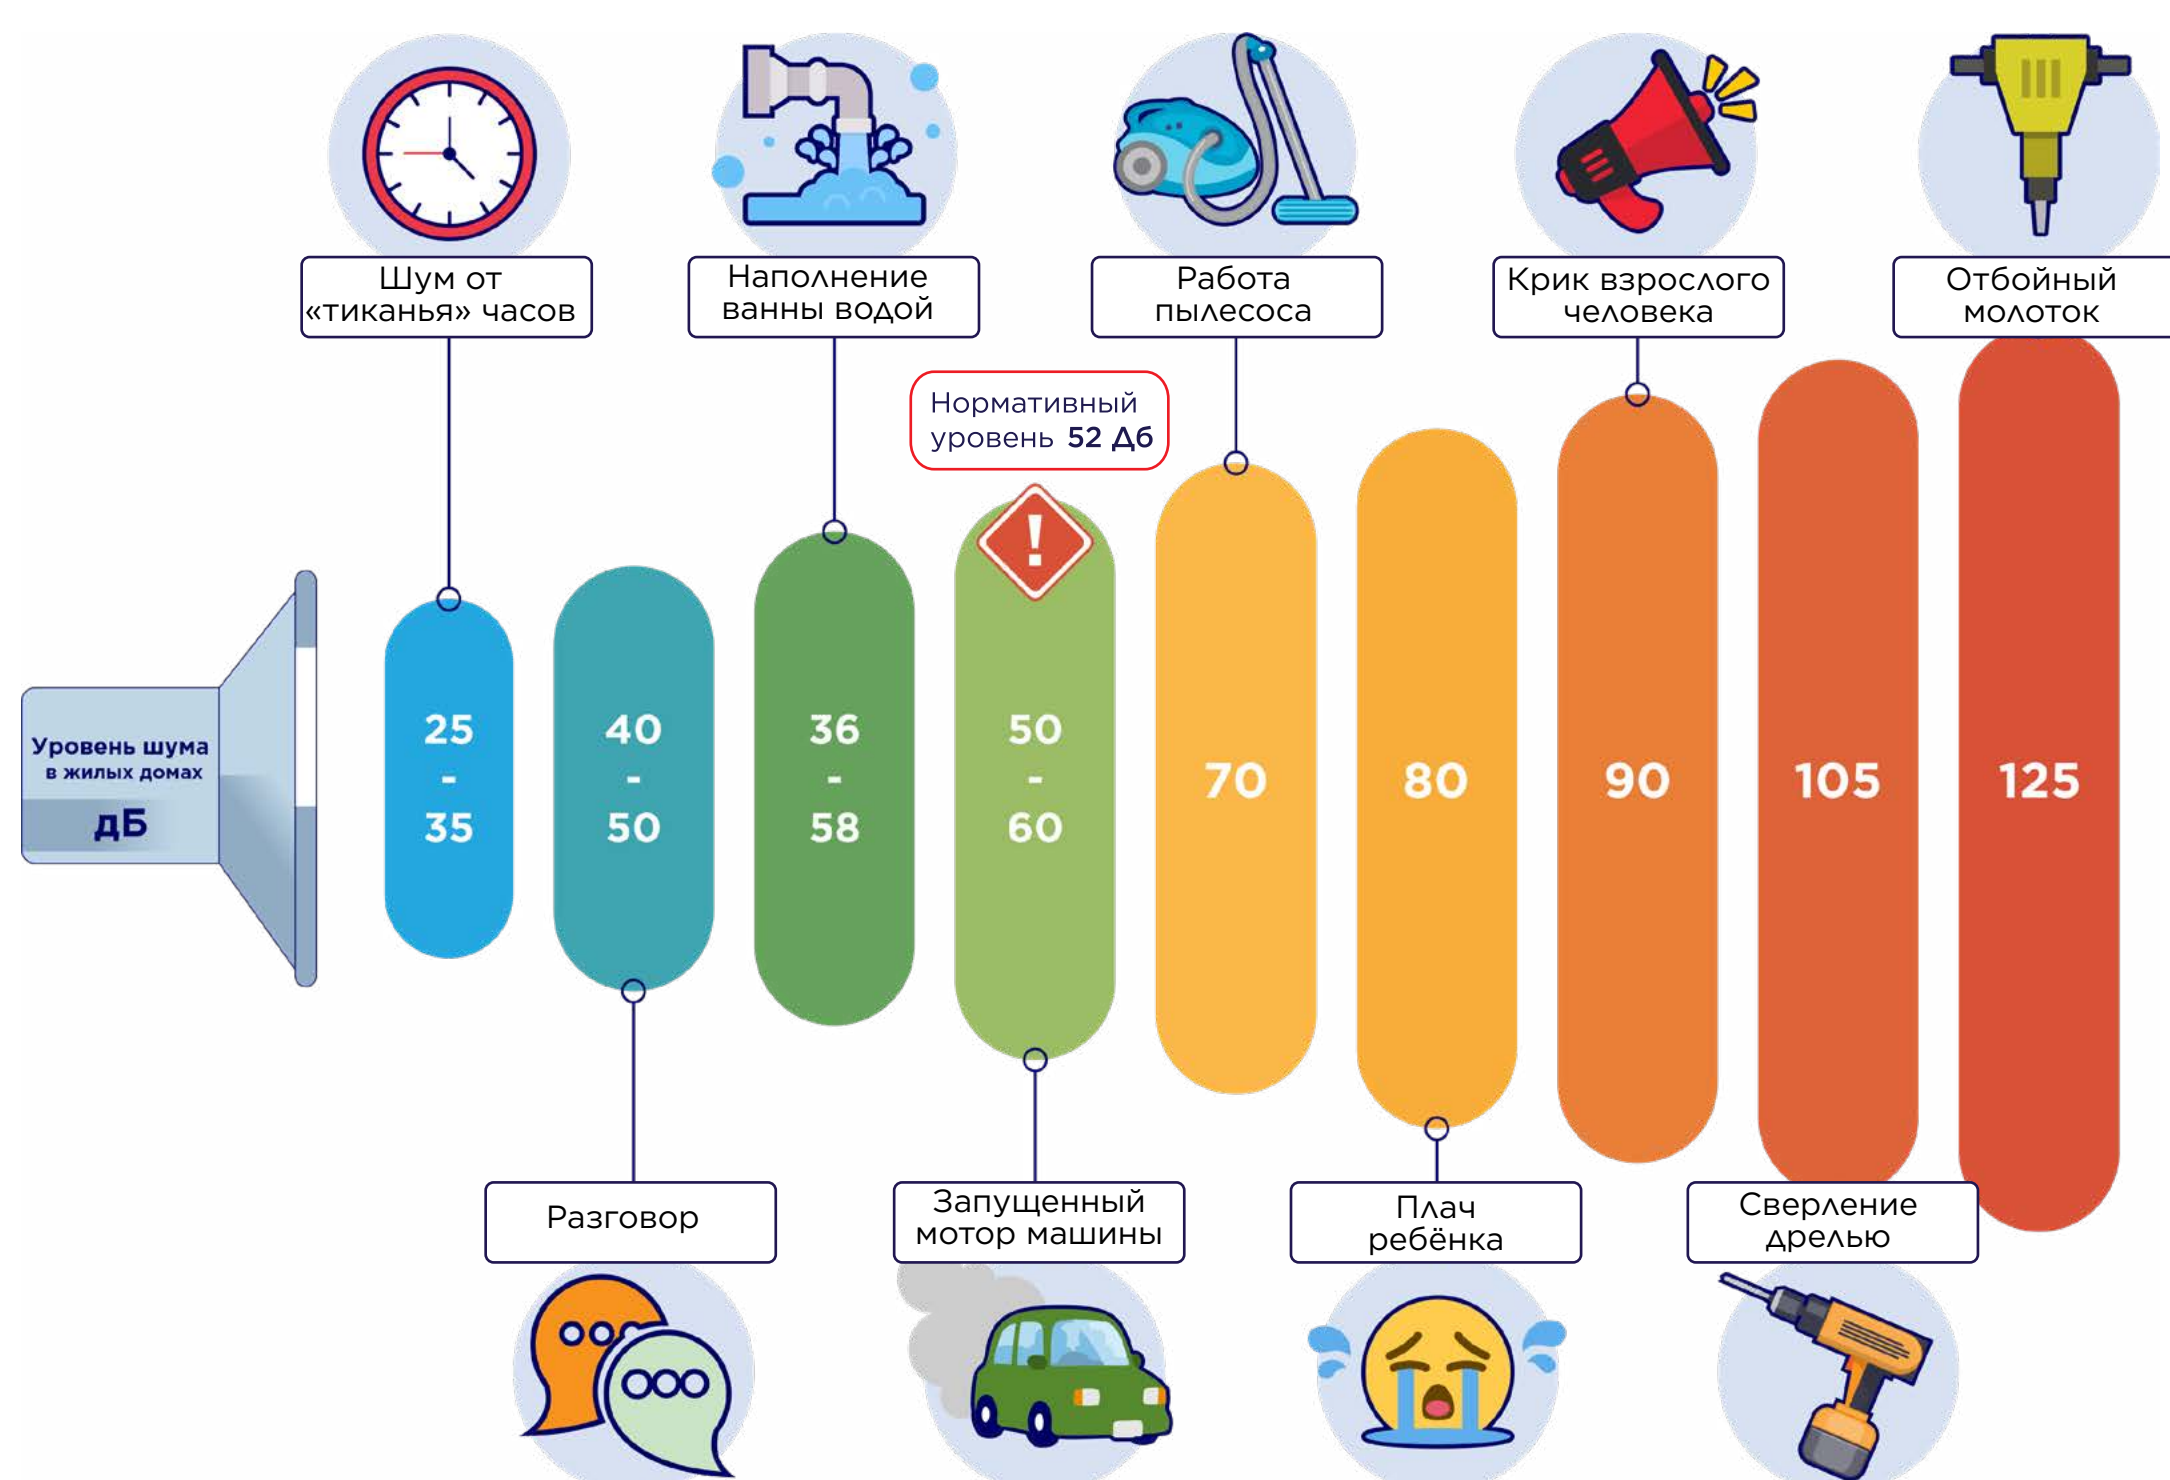 Шум от
«тиканья» часов
Наполнение
ванны водой
Работа
пылесоса
Крик взрослого
человека
Отбойный
молоток
Нормативный
уровень 52 Дб
!
Уровень шума
в жилых домах
дБ
25
-
35
40
-
50
36
-
58
50
-
60
70
80
90
105
125
Разговор
Запущенный
мотор машины
Плач
ребёнка
Сверление
дрелью